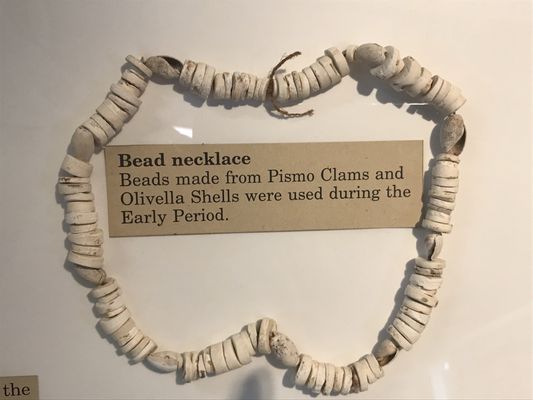 Bead necklace
Beads made from Pismo Clams and
Olivella Shells were used during the
Early Period.
the